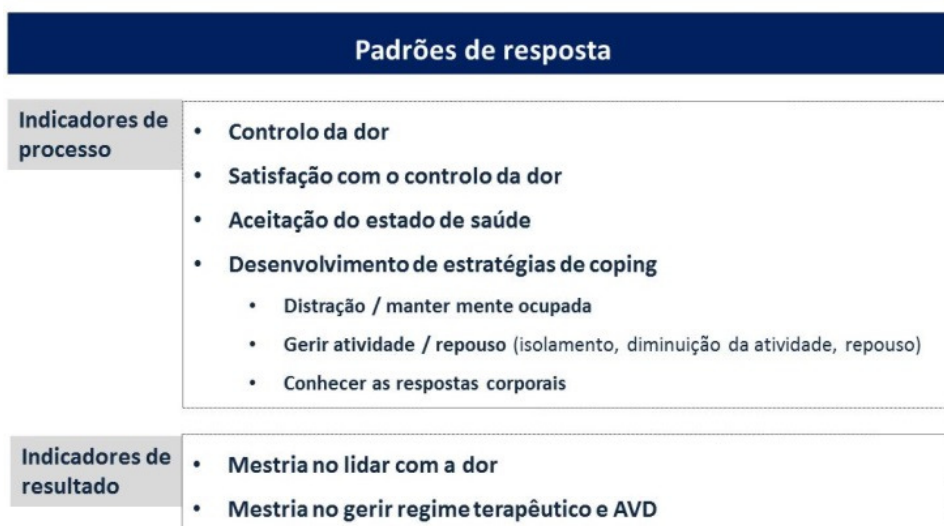 Padrões de resposta
Indicadores de
processo
• Controlo da dor
• Satisfação com o controlo da dor
• Aceitação do estado de saúde
• Desenvolvimento de estratégias de coping
• Distração / manter mente ocupada
• Gerir atividade / repouso (isolamento, diminuição da atividade, repouso)
• Conhecer as respostas corporais
Indicadores de
resultado
• Mestria no lidar com a dor
• Mestria no gerir regime terapêutico e AVD